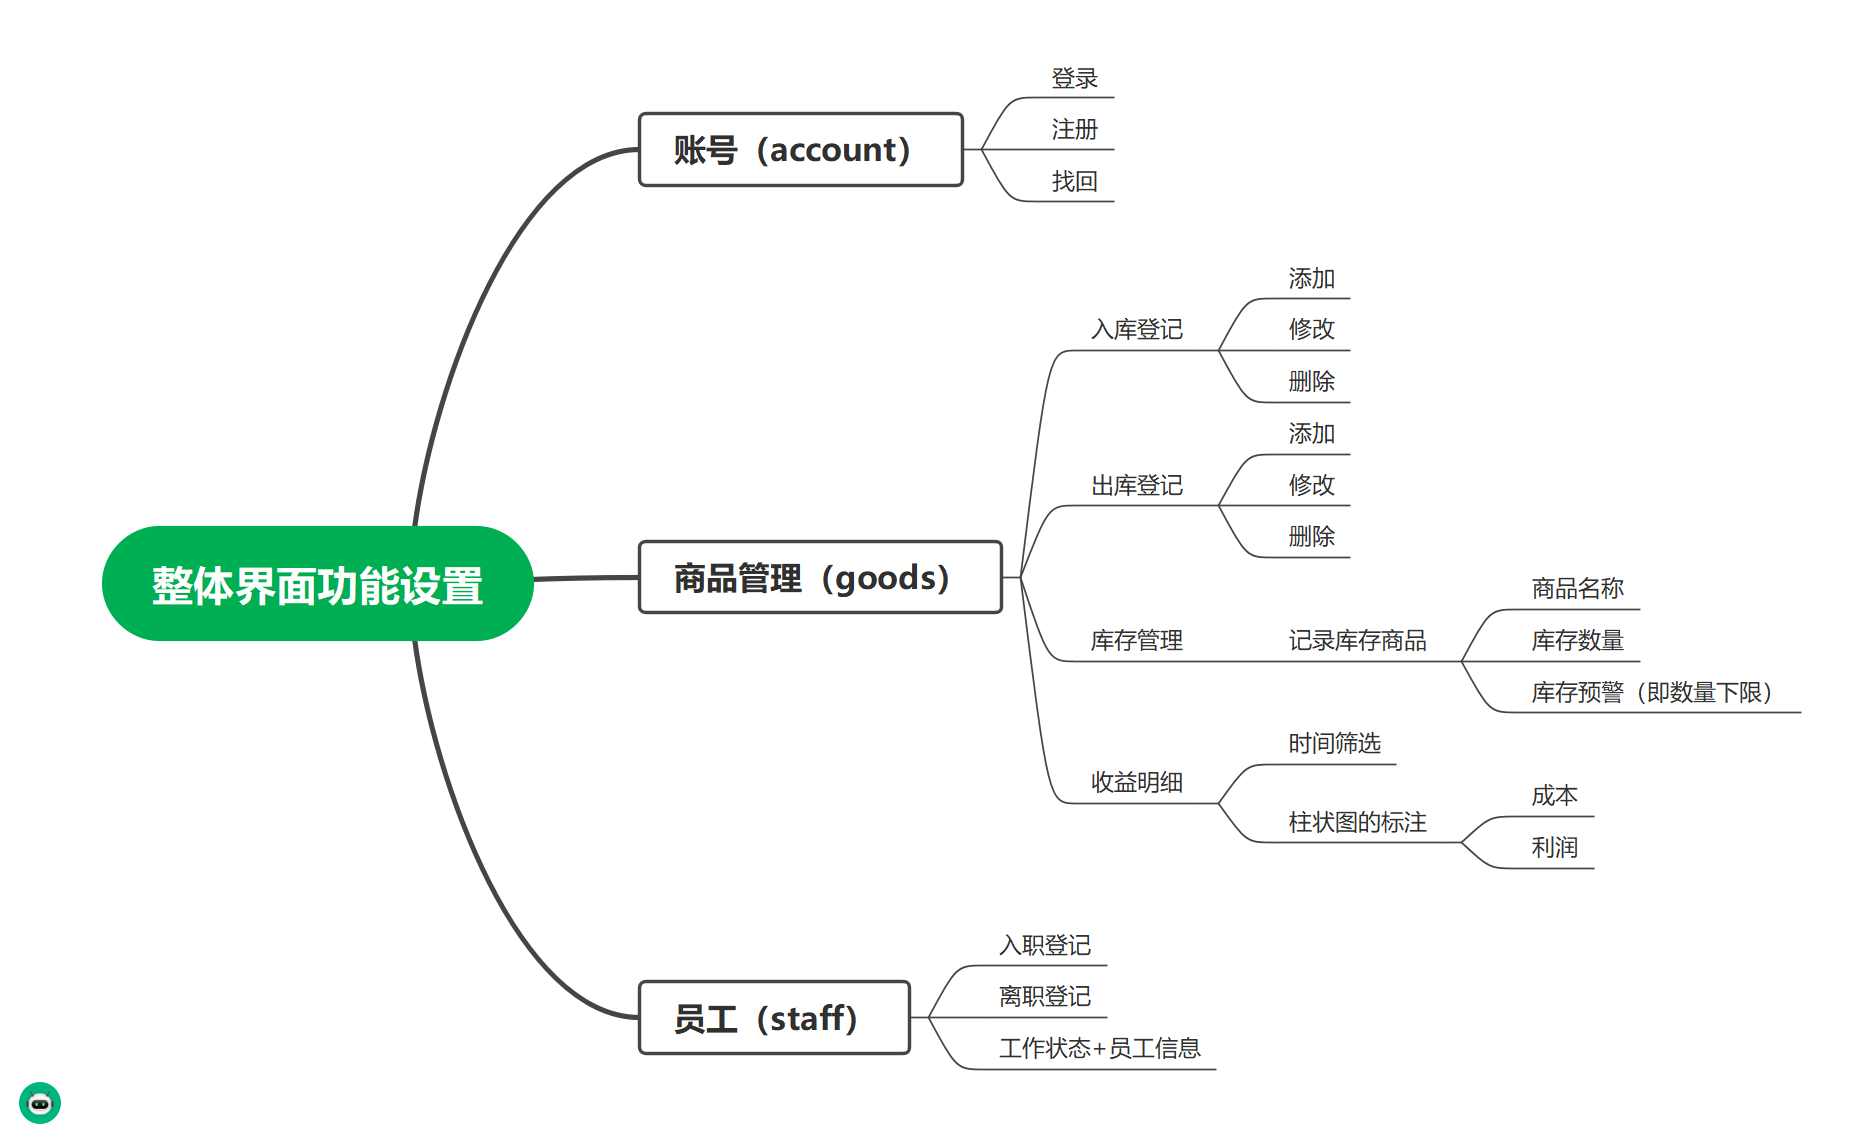 整体界面功能设置
账号（account）
登录
注册
找回
商品管理（goods）
入库登记
添加
修改
删除
出库登记
添加
修改
删除
库存管理
记录库存商品
商品名称
库存数量
库存预警（即数量下限）
收益明细
时间筛选
柱状图的标注
成本
利润
员工（staff）
入职登记
离职登记
工作状态+员工信息